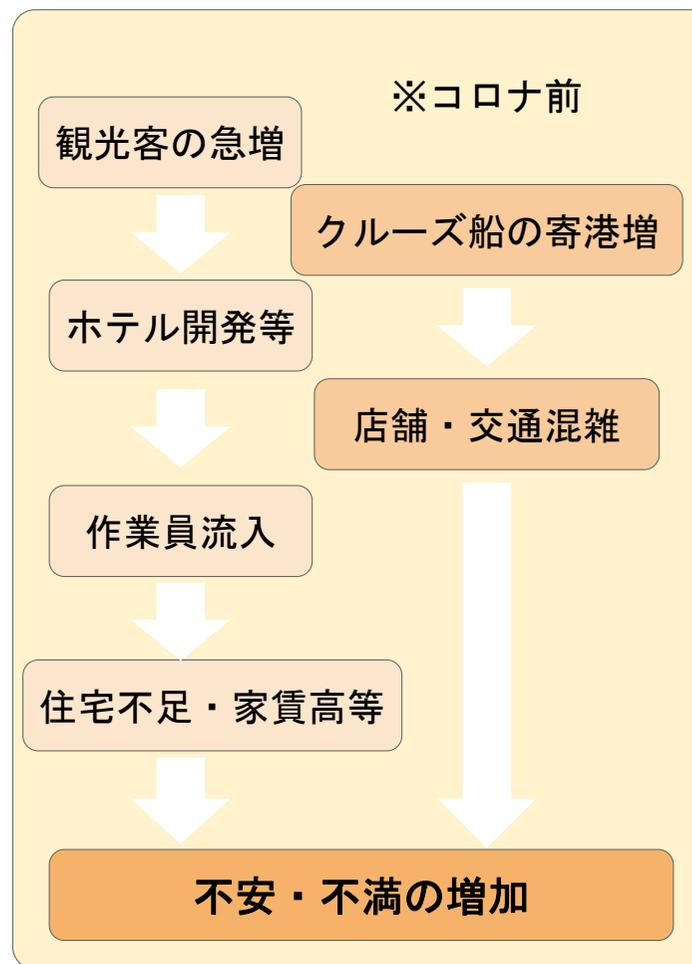 ※コロナ前
観光客の急増
クルーズ船の寄港増
ホテル開発等
店舗・交通混雑
作業員流入
住宅不足・家賃高等
不安・不満の増加